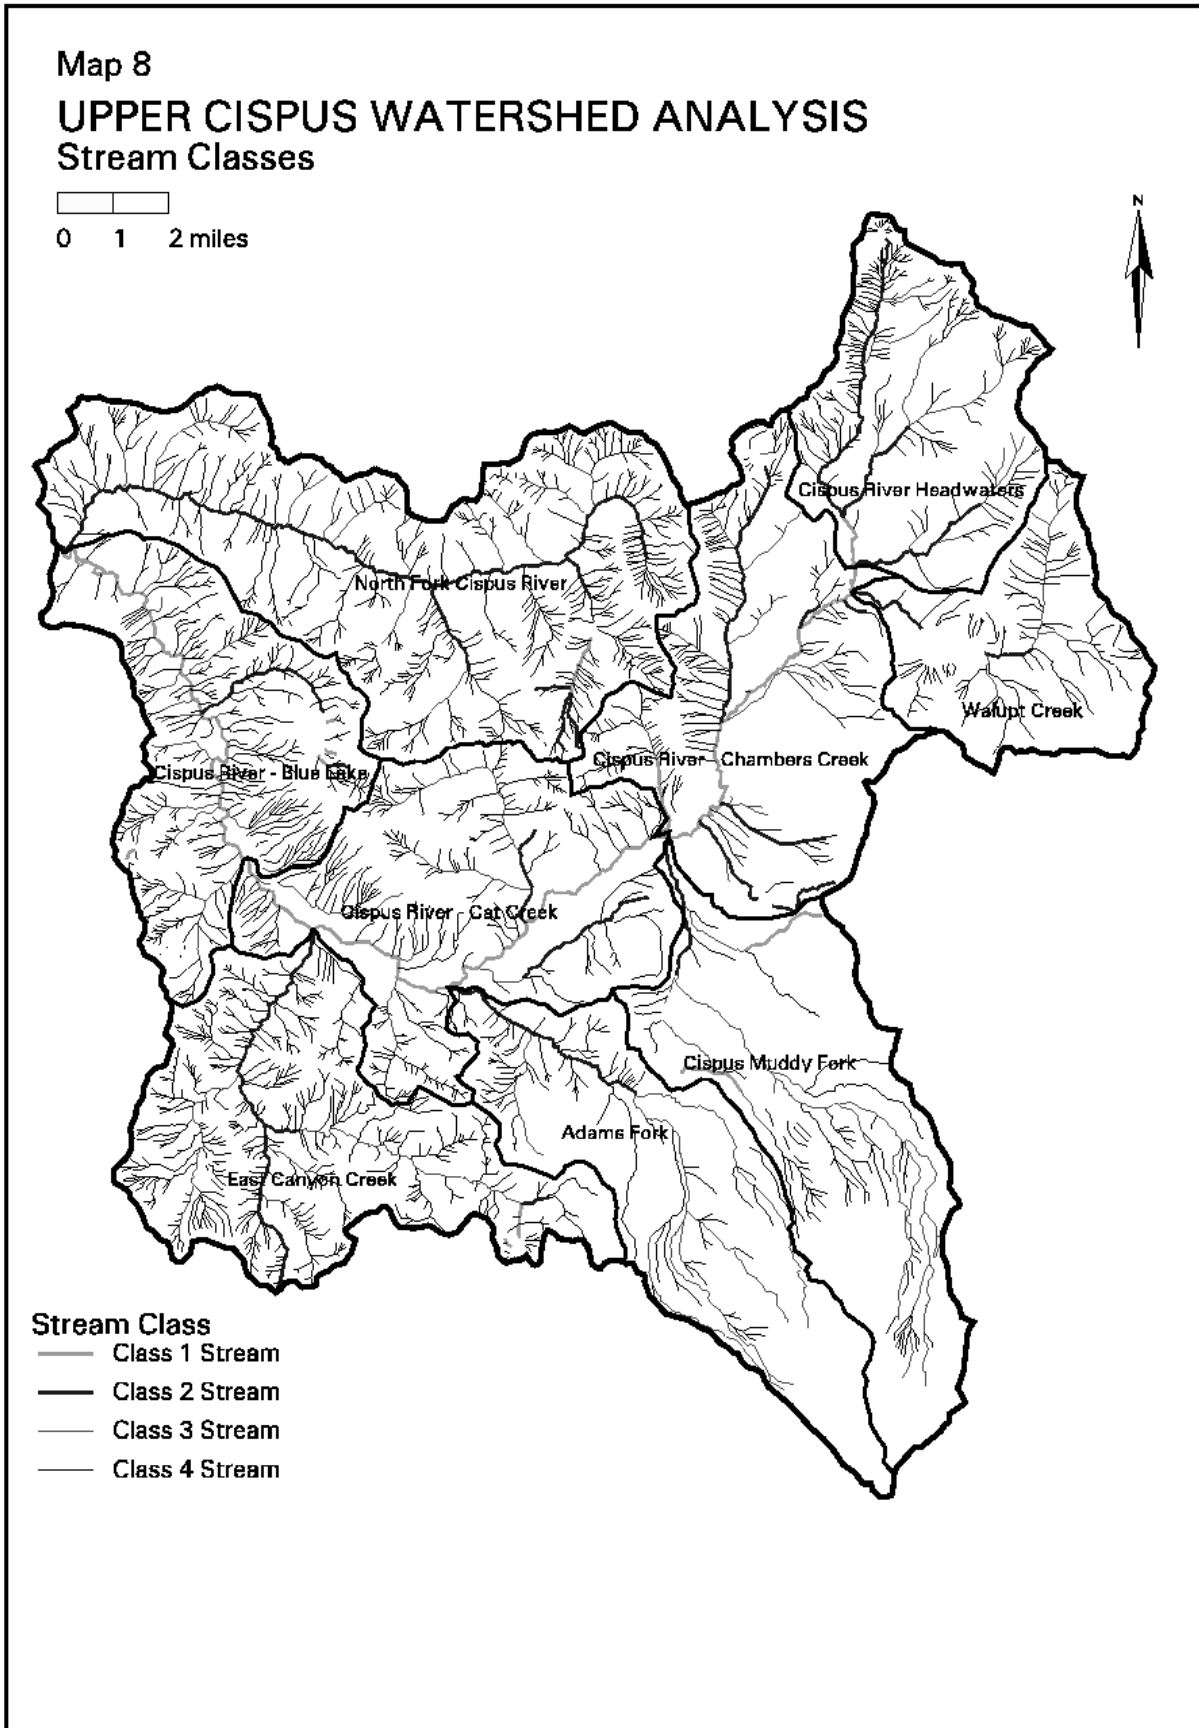 Map 8
UPPER CISPUS WATERSHED ANALYSIS
Stream Classes
0 1 2 miles
N
Cispus River Headwaters
North Fork Cispus River
Walupt Creek
Cispus River - Chambers Creek
Cispus River - Blue Lake
Cispus River - Cat Creek
Cispus Muddy Fork
Adams Fork
East Canyon Creek
Stream Class
Class 1 Stream
Class 2 Stream
Class 3 Stream
Class 4 Stream